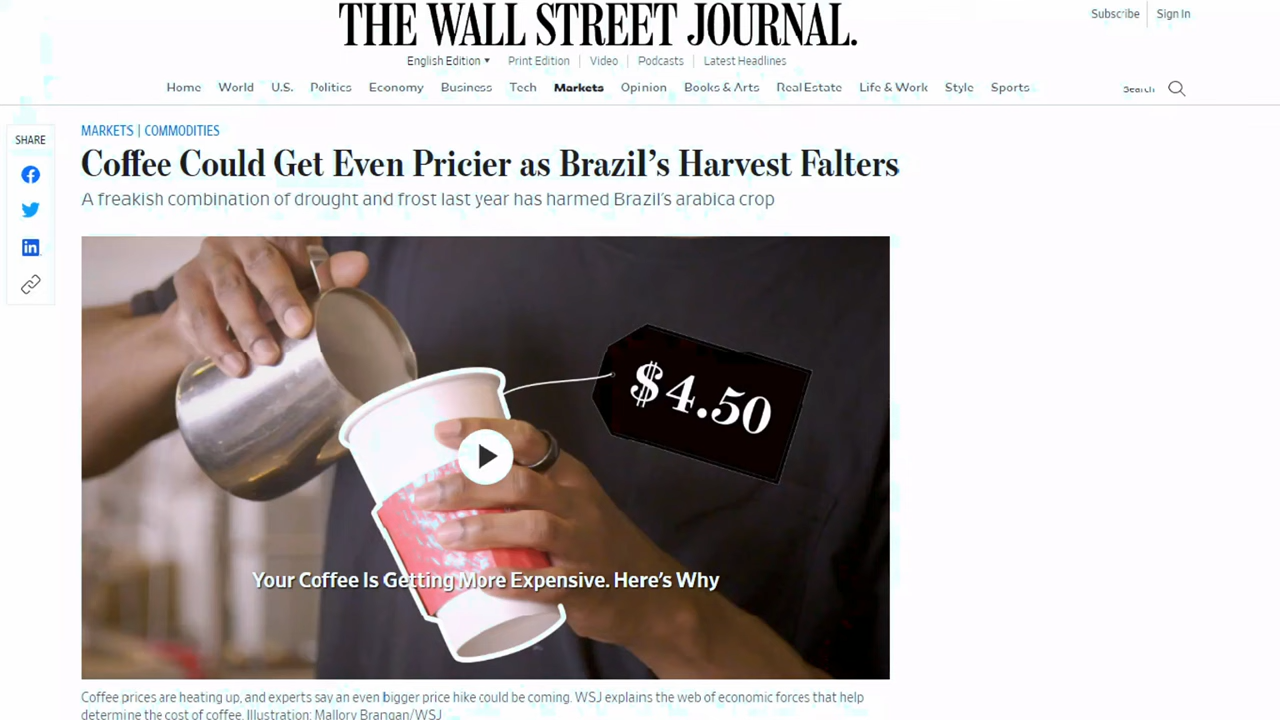 THE WALL STREET JOURNAL.
Subscribe Sign In
English Edition Print Edition Video Podcasts Latest Headlines
Home World U.S. Politics Economy Business Tech Markets Opinion Books & Arts Real Estate Life & Work Style Sports Search
SHARE
MARKETS | COMMODITIES
Coffee Could Get Even Pricier as Brazil's Harvest Falters
A freakish combination of drought and frost last year has harmed Brazil's arabica crop
$4.50
Your Coffee Is Getting More Expensive. Here's Why
Coffee prices are heating up, and experts say an even bigger price hike could be coming. WSJ explains the web of economic forces that help
determine the cost of coffee. Illustration: Mallory Brangan/WSJ